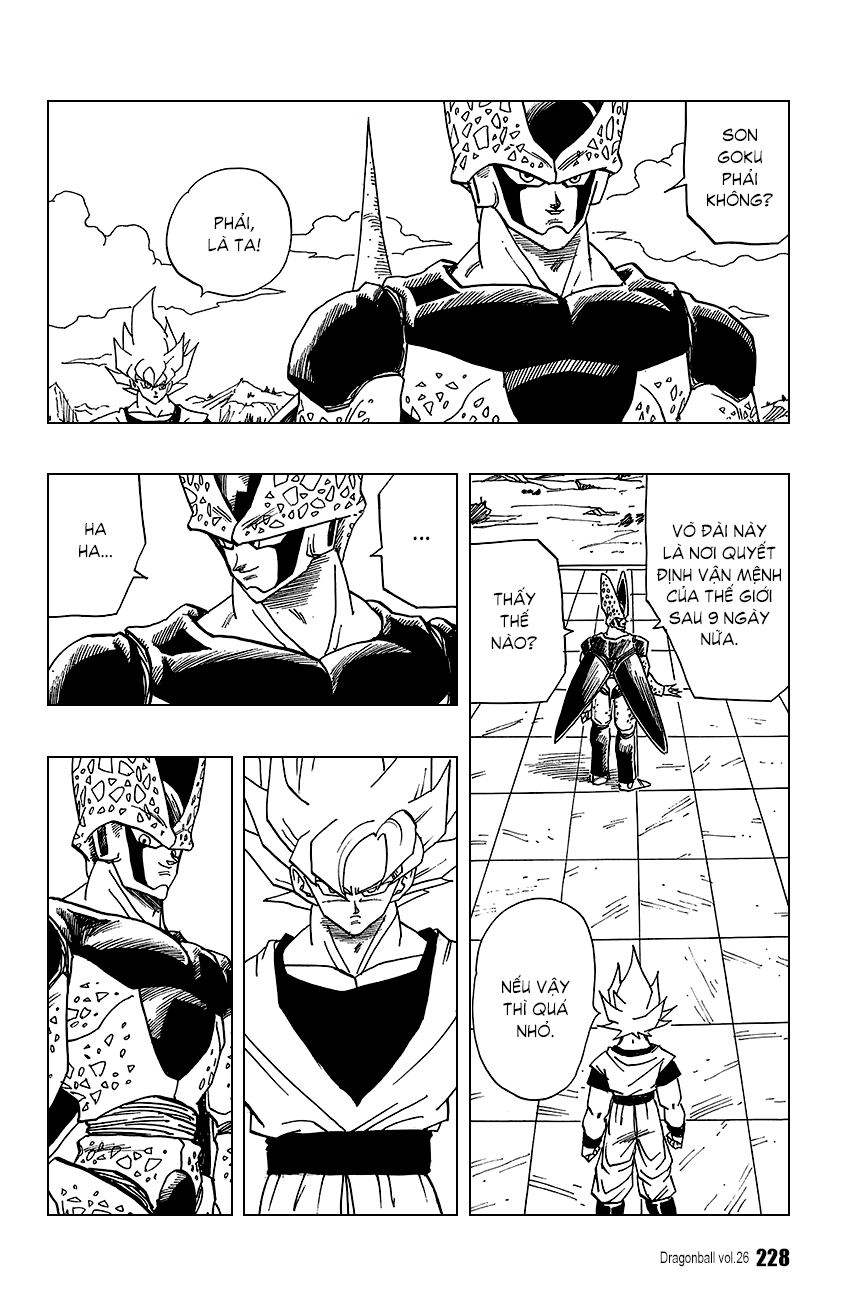 SON
GOKU
PHẢI
KHÔNG?
PHẢI,
LÀ TA!
...
HA
HA...
VÕ ĐÀI NÀY
LÀ NƠI QUYẾT
ĐỊNH VẬN MỆNH
CỦA THẾ GIỚI
SAU 9 NGÀY
NỮA.
THẤY
THẾ
NÀO?
NẾU VẬY
THÌ QUÁ
NHỎ.
Dragonball vol.26 228